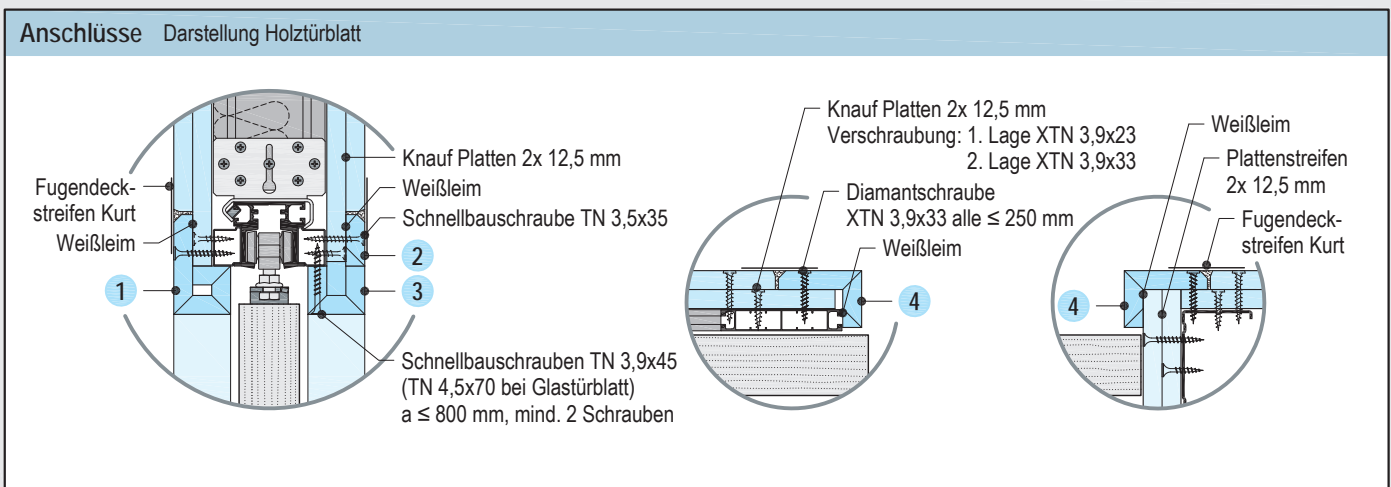 Anschlüsse Darstellung Holztürblatt
Fugendeck-
streifen Kurt
Weißleim
1
Knauf Platten 2x 12,5 mm
Weißleim
Schnellbauschraube TN 3,5x35
2
3
Schnellbauschrauben TN 3,9x45
(TN 4,5x70 bei Glastürblatt)
a ≤ 800 mm, mind. 2 Schrauben
Knauf Platten 2x 12,5 mm
Verschraubung: 1. Lage XTN 3,9x23
2. Lage XTN 3,9x33
Diamantschraube
XTN 3,9x33 alle ≤ 250 mm
Weißleim
4
Weißleim
Plattenstreifen
2x 12,5 mm
Fugendeck-
streifen Kurt
4